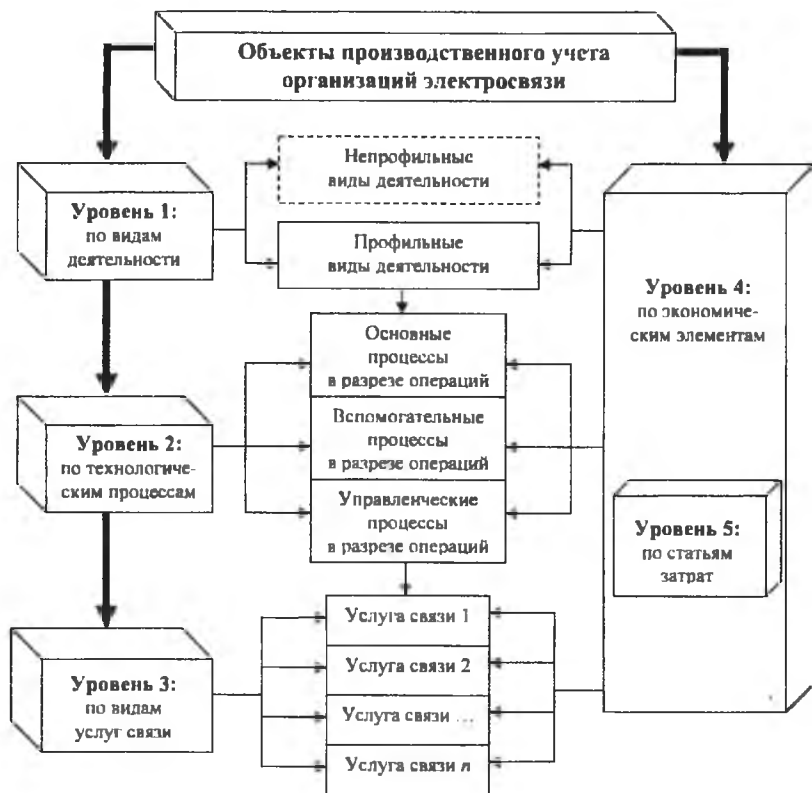 Объекты производственного учета
организаций электросвязи
Непрофильные
виды деятельности
Уровень 1:
по видам
деятельности
Профильные
виды деятельности
Уровень 4:
по экономиче-
ским элементам
Основные
процессы
в разрезе операций
Вспомогательные
процессы
в разрезе операций
Уровень 2:
по технологиче-
ским процессам
Управленческие
процессы
в разрезе операций
Уровень 5:
по статьям
затрат
Услуга связи 1
Услуга связи 2
Уровень 3:
по видам
услуг связи
Услуга связи ...
Услуга связи n